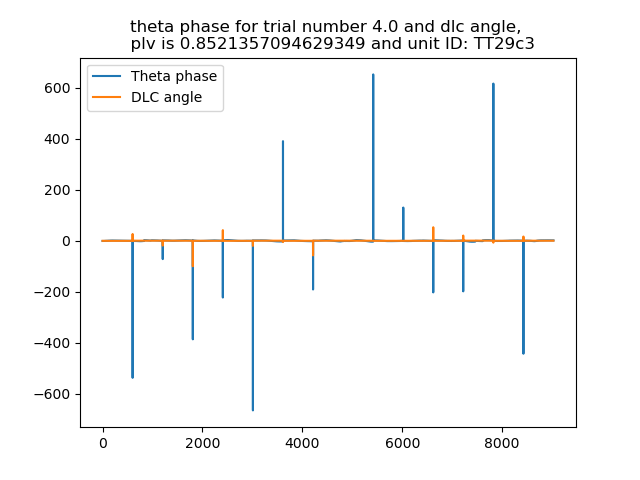 theta phase for trial number 4.0 and dlc angle,
plv is 0.8521357094629349 and unit ID: TT29c3
Theta phase
DLC angle
600
400
200
0
−200
−400
−600
0 2000 4000 6000 8000